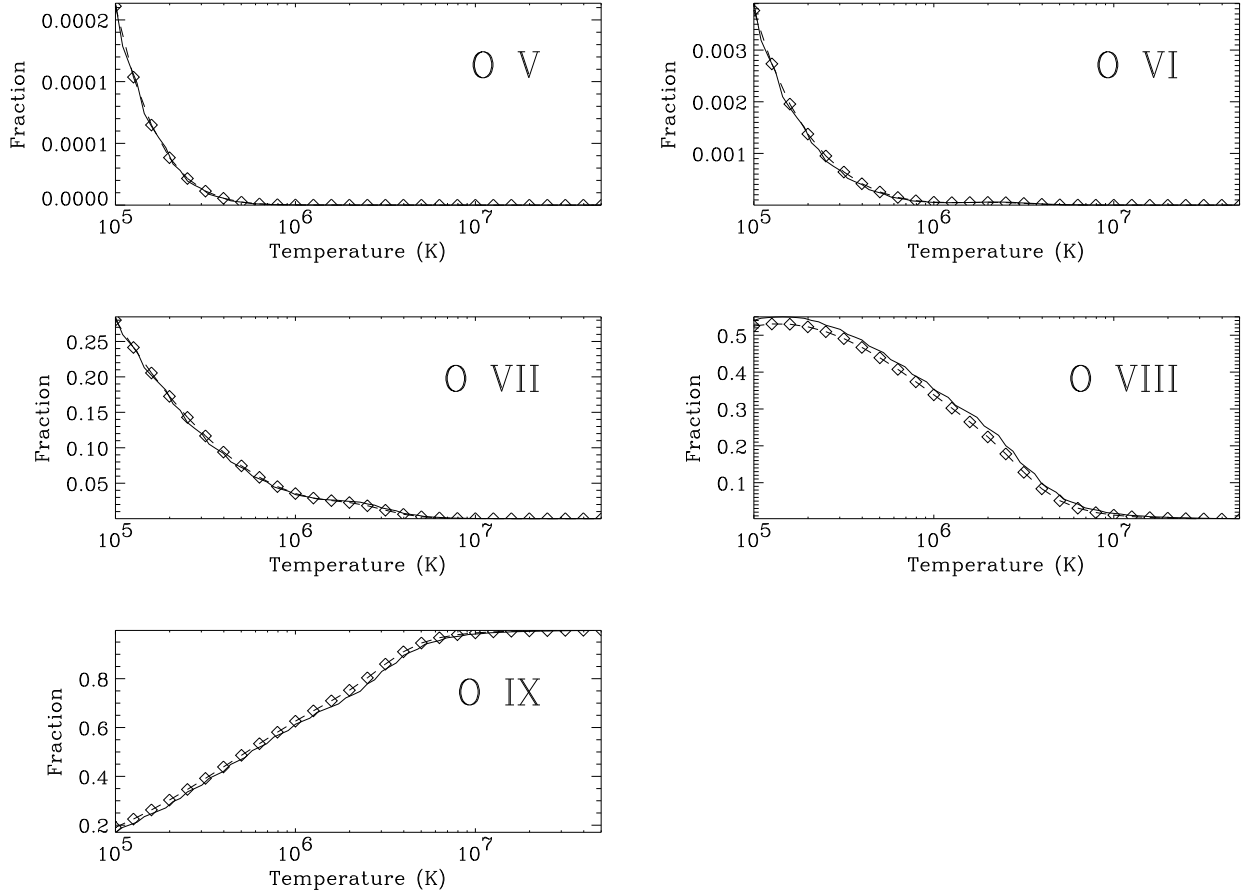 0.0002
0.0001
0.0001
0.0000
Fraction
O V
10^5 10^6 10^7
Temperature (K)
0.003
0.002
0.001
Fraction
O VI
10^5 10^6 10^7
Temperature (K)
0.25
0.20
0.15
0.10
0.05
Fraction
O VII
10^5 10^6 10^7
Temperature (K)
0.5
0.4
0.3
0.2
0.1
Fraction
O VIII
10^5 10^6 10^7
Temperature (K)
0.8
0.6
0.4
0.2
Fraction
O IX
10^5 10^6 10^7
Temperature (K)